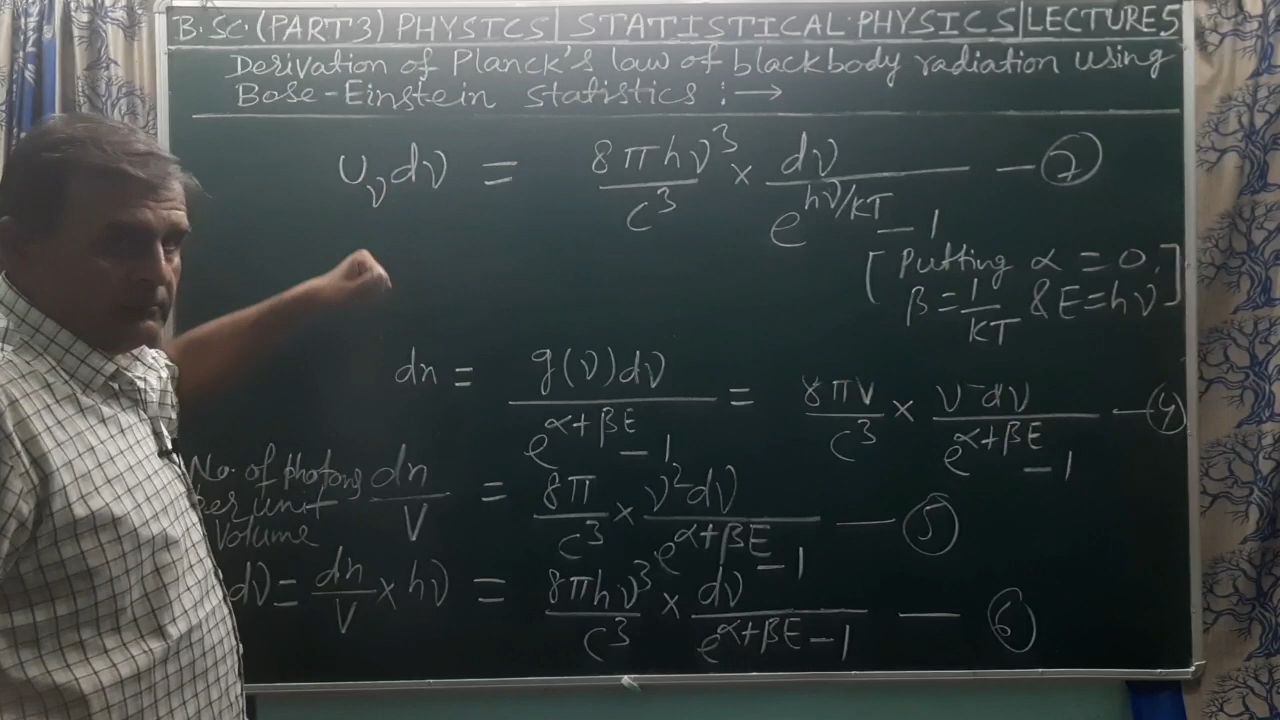 B.SC.(PART 3) PHYSICS | STATISTICAL PHYSICS | LECTURE 5
Derivation of Planck's law of blackbody radiation using
Bose-Einstein statistics :→
u_ν dν = 8πhν³/c³ × dν/(e^(hν/KT) - 1) — ⑦
[Putting α = 0,
β = 1/KT & E = hν]
dn = g(ν)dν/(e^(α+βE) - 1) = 8πV/c³ × ν dν/(e^(α+βE) - 1) — ④
No. of photons per unit Volume dn/V = 8π/c³ × ν²dν/(e^(α+βE) - 1) — ⑤
dν = dn/V × hν = 8πhν³/c³ × dν/(e^(α+βE) - 1) — ⑥